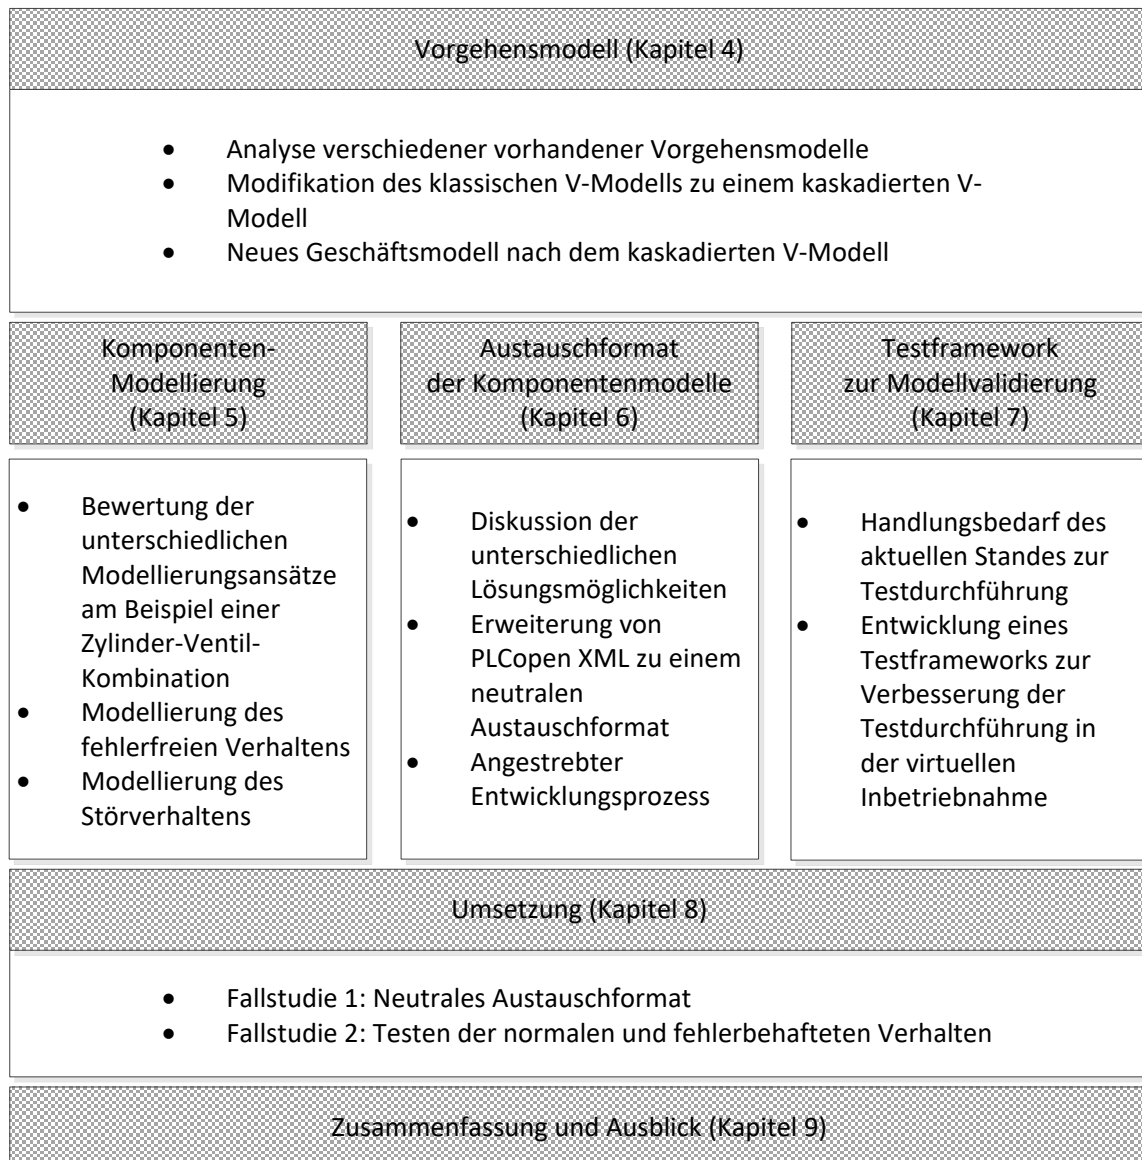 Vorgehensmodell (Kapitel 4)
• Analyse verschiedener vorhandener Vorgehensmodelle
• Modifikation des klassischen V-Modells zu einem kaskadierten V-
Modell
• Neues Geschäftsmodell nach dem kaskadierten V-Modell
Komponenten-
Modellierung
(Kapitel 5)
• Bewertung der
unterschiedlichen
Modellierungsansätze
am Beispiel einer
Zylinder-Ventil-
Kombination
• Modellierung des
fehlerfreien Verhaltens
• Modellierung des
Störverhaltens
Austauschformat
der Komponentenmodelle
(Kapitel 6)
• Diskussion der
unterschiedlichen
Lösungsmöglichkeiten
• Erweiterung von
PLCopen XML zu einem
neutralen
Austauschformat
• Angestrebter
Entwicklungsprozess
Testframework
zur Modellvalidierung
(Kapitel 7)
• Handlungsbedarf des
aktuellen Standes zur
Testdurchführung
• Entwicklung eines
Testframeworks zur
Verbesserung der
Testdurchführung in
der virtuellen
Inbetriebnahme
Umsetzung (Kapitel 8)
• Fallstudie 1: Neutrales Austauschformat
• Fallstudie 2: Testen der normalen und fehlerbehafteten Verhalten
Zusammenfassung und Ausblick (Kapitel 9)